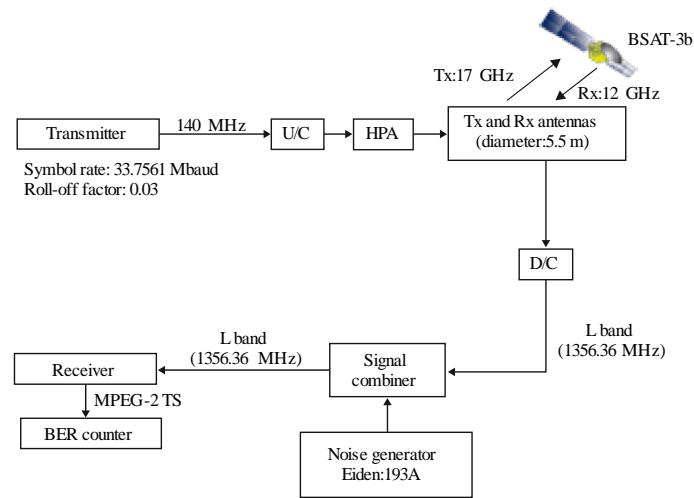 BSAT-3b
Tx:17 GHz
Rx:12 GHz
Transmitter
140 MHz
U/C
HPA
Tx and Rx antennas
(diameter:5.5 m)
Symbol rate: 33.7561 Mbaud
Roll-off factor: 0.03
D/C
L band
(1356.36 MHz)
L band
(1356.36 MHz)
Signal
combiner
Receiver
MPEG-2 TS
BER counter
Noise generator
Eiden:193A